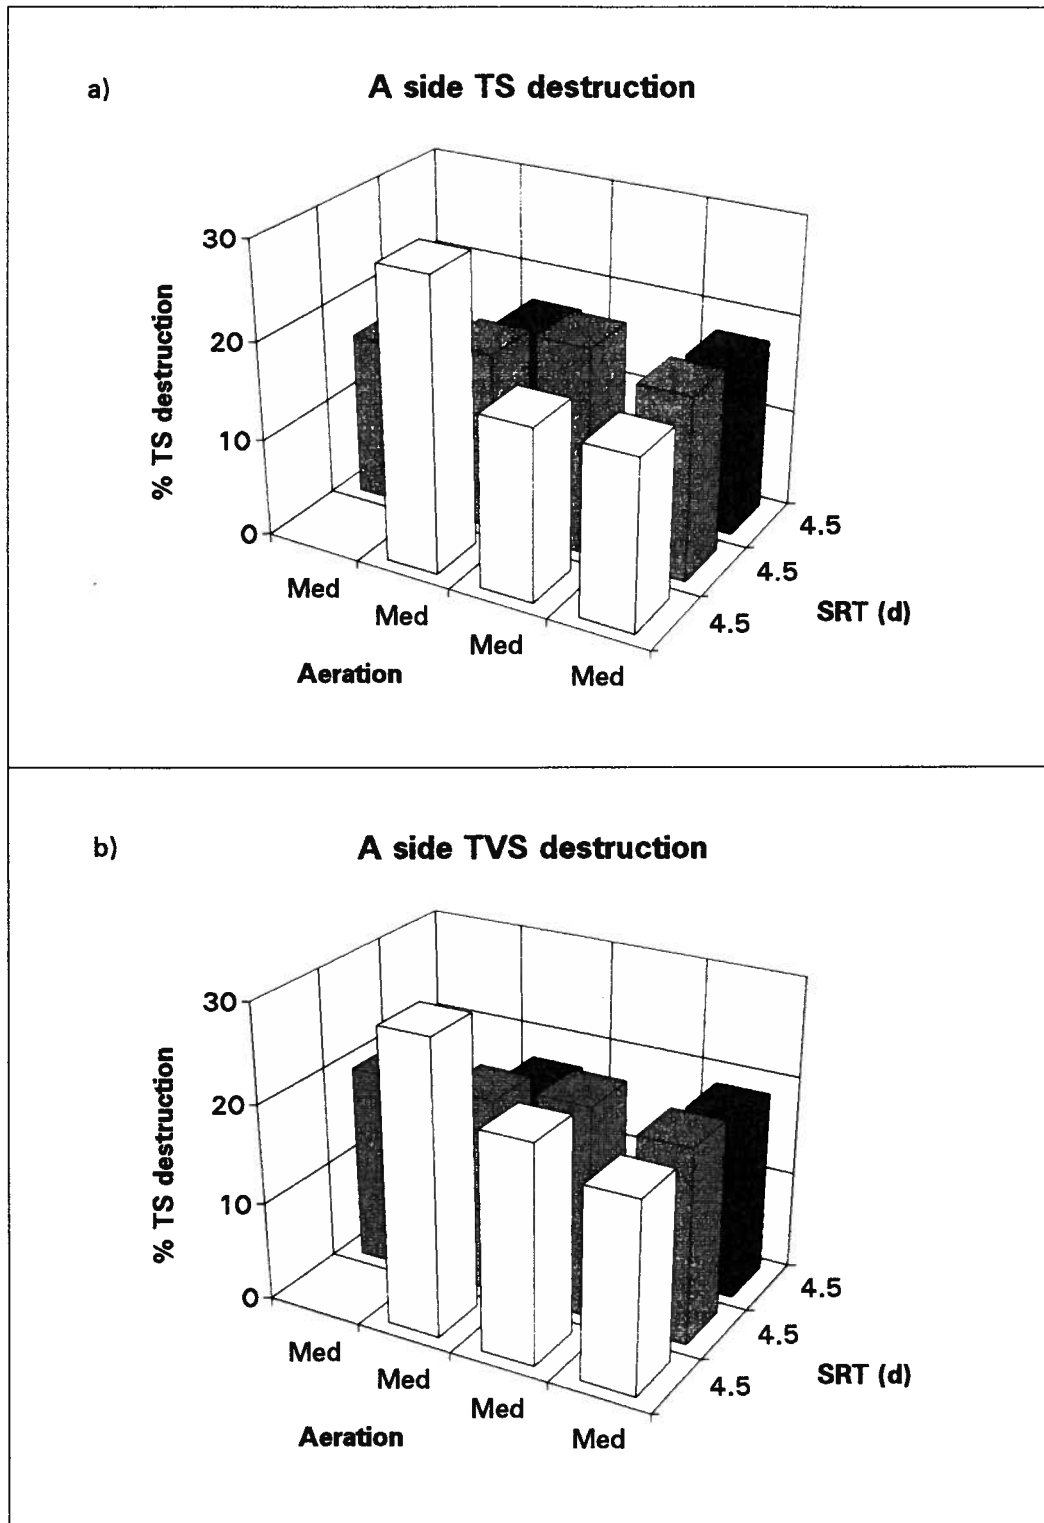 a)
A side TS destruction
30
20
10
0
% TS destruction
Med
Med
Med
Med
Aeration
4.5
4.5
4.5
SRT (d)
b)
A side TVS destruction
30
20
10
0
% TS destruction
Med
Med
Med
Med
Aeration
4.5
4.5
4.5
SRT (d)